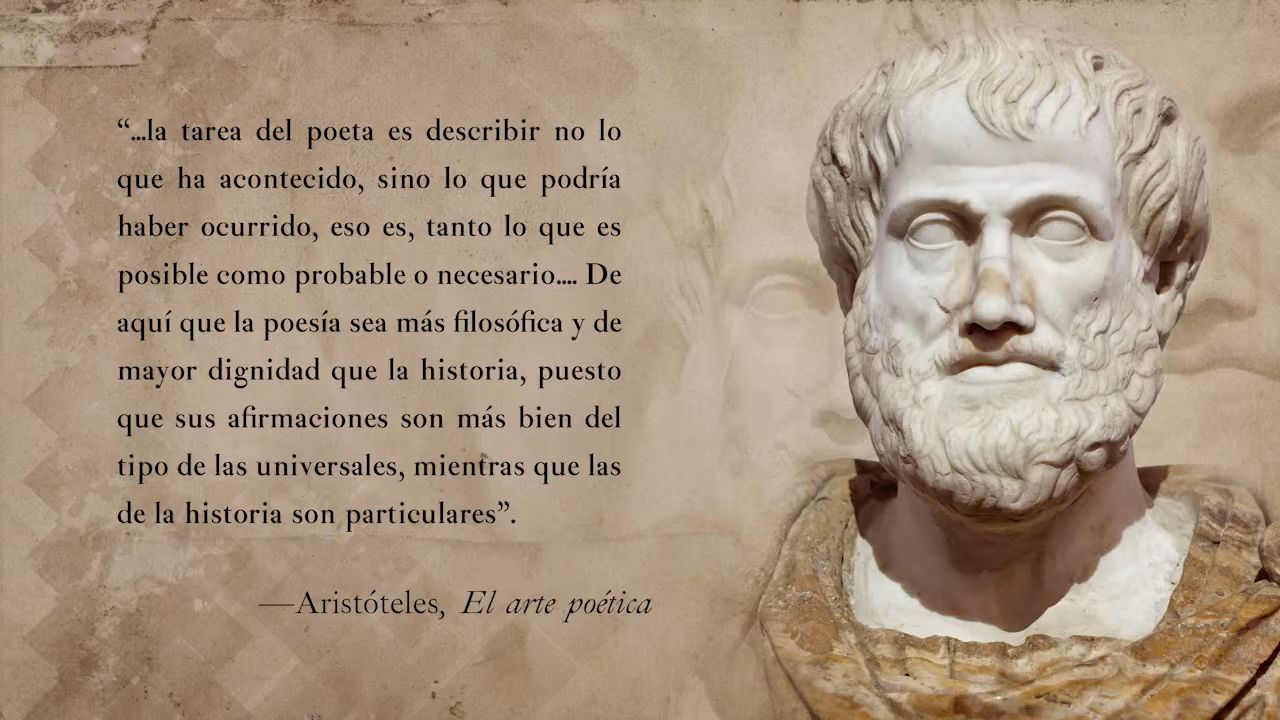 “...la tarea del poeta es describir no lo
que ha acontecido, sino lo que podría
haber ocurrido, eso es, tanto lo que es
posible como probable o necesario.... De
aquí que la poesía sea más filosófica y de
mayor dignidad que la historia, puesto
que sus afirmaciones son más bien del
tipo de las universales, mientras que las
de la historia son particulares”.
—Aristóteles, El arte poética